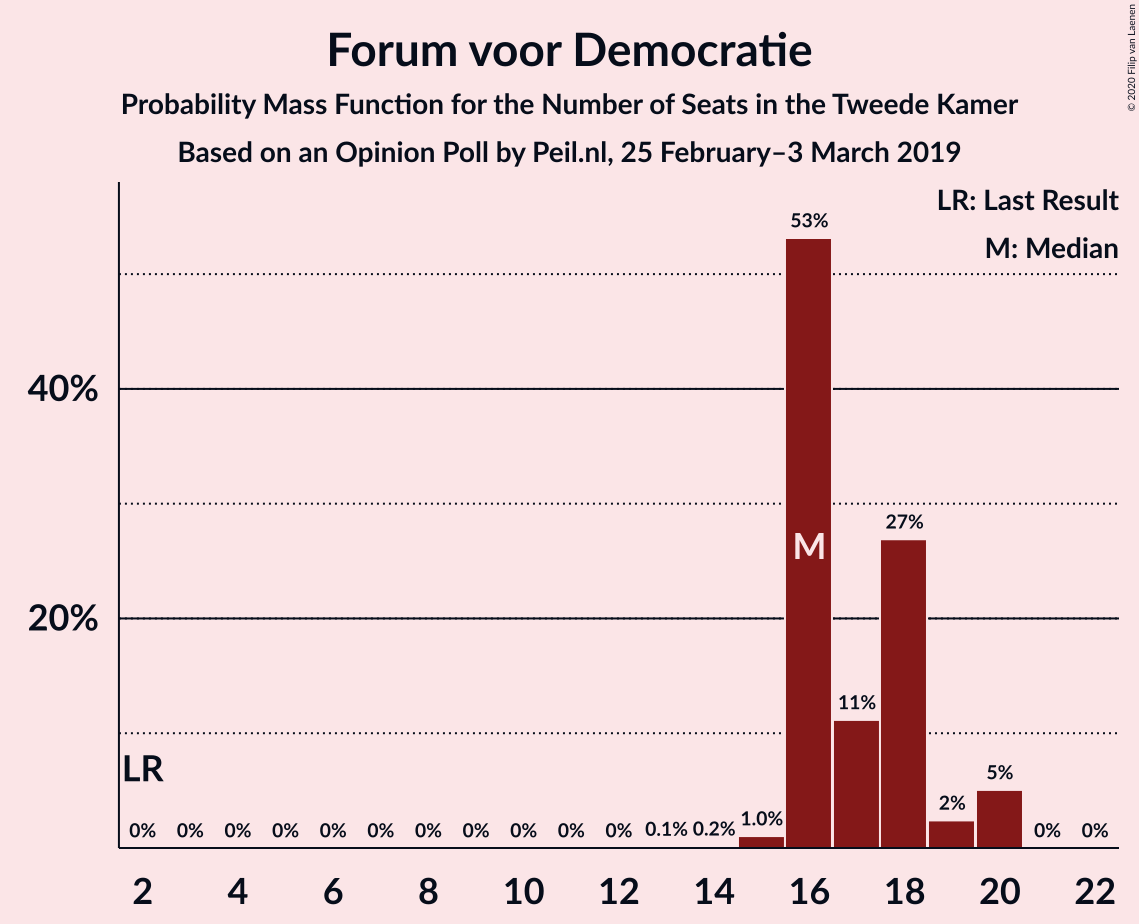 Forum voor Democratie
Probability Mass Function for the Number of Seats in the Tweede Kamer
Based on an Opinion Poll by Peil.nl, 25 February–3 March 2019
© 2020 Filip van Laenen
LR: Last Result
M: Median
53%
40%
27%
M
20%
11%
LR
5%
2%
1.0%
0% 0% 0% 0% 0% 0% 0% 0% 0% 0% 0% 0.1% 0.2% 0% 0%
2 4 6 8 10 12 14 16 18 20 22